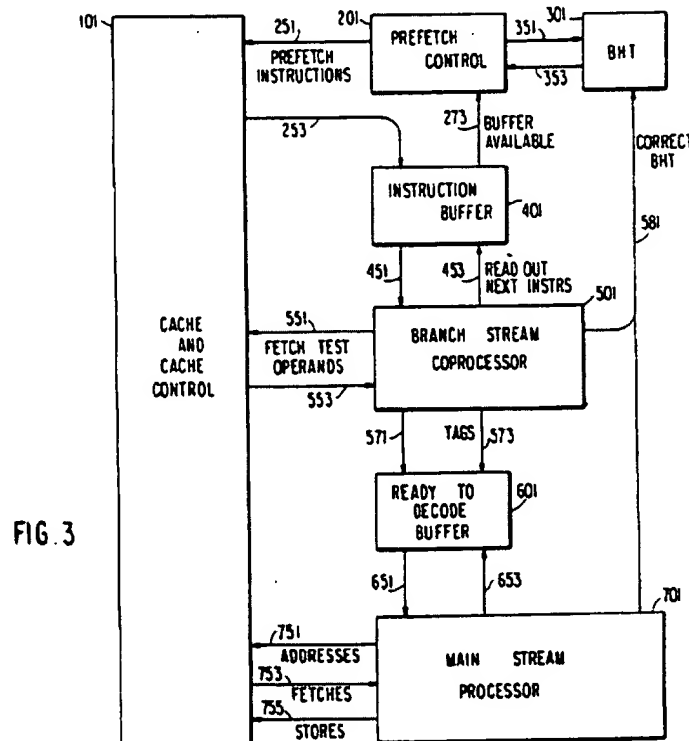 101
251
201
351
301
PREFETCH
INSTRUCTIONS
PREFETCH
CONTROL
BHT
353
253
273
BUFFER
AVAILABLE
CORRECT
BHT
INSTRUCTION
BUFFER
401
581
451
453
READ OUT
NEXT INSTRS
501
CACHE
AND
CACHE
CONTROL
551
FETCH TEST
OPERANDS
553
BRANCH STREAM
COPROCESSOR
571
TAGS
573
READY TO
DECODE
BUFFER
601
FIG. 3
651
653
701
751
ADDRESSES
753
FETCHES
755
STORES
MAIN STREAM
PROCESSOR